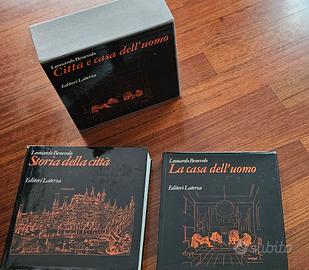 Leonardo Benevolo
Città e casa dell'uomo
Editori Laterza
Leonardo Benevolo
Storia della città
Editori Laterza
Leonardo Benevolo
La casa dell'uomo
Editori Laterza
subito